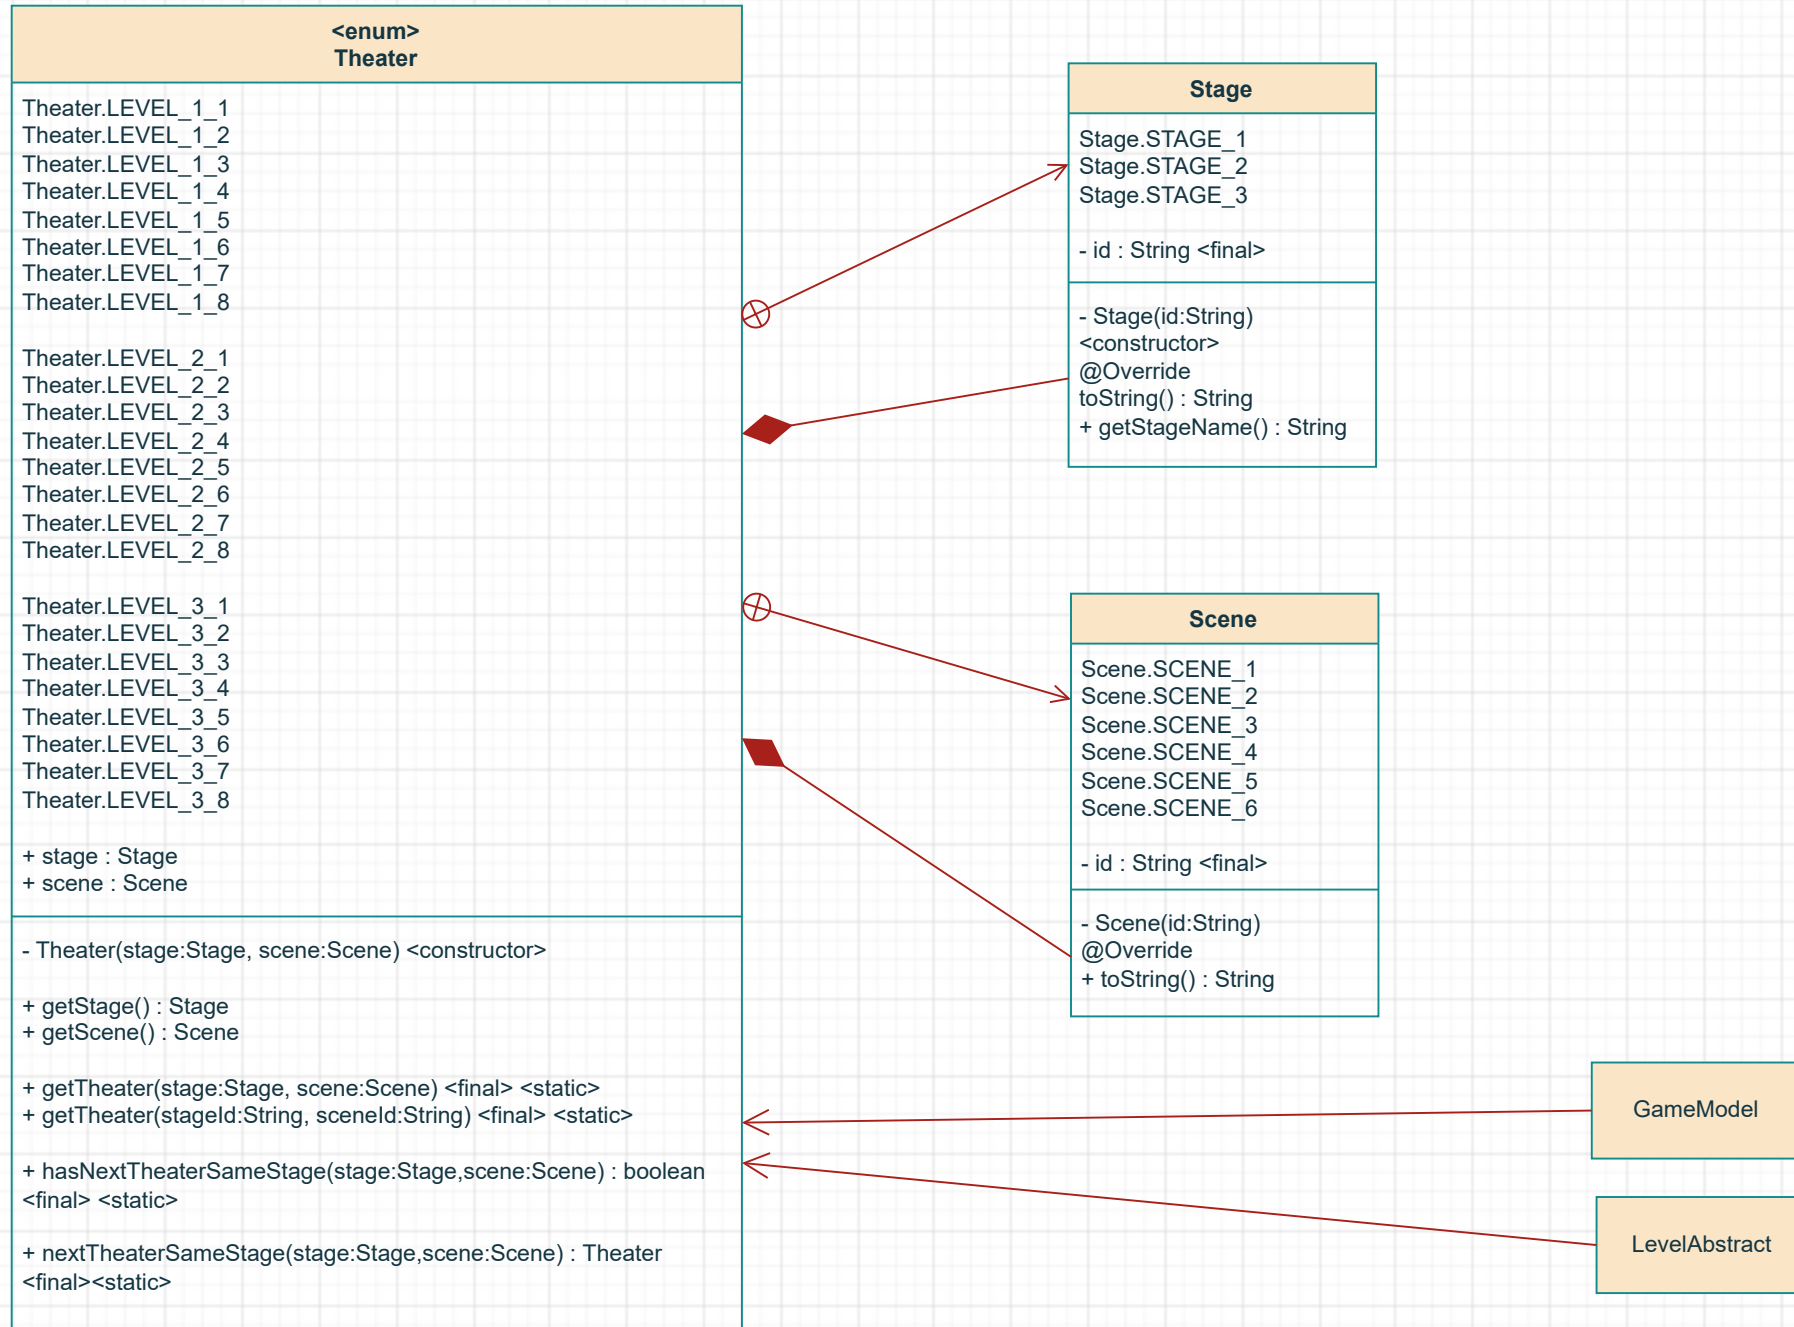 <enum>
Theater
Theater.LEVEL_1_1
Theater.LEVEL_1_2
Theater.LEVEL_1_3
Theater.LEVEL_1_4
Theater.LEVEL_1_5
Theater.LEVEL_1_6
Theater.LEVEL_1_7
Theater.LEVEL_1_8
Theater.LEVEL_2_1
Theater.LEVEL_2_2
Theater.LEVEL_2_3
Theater.LEVEL_2_4
Theater.LEVEL_2_5
Theater.LEVEL_2_6
Theater.LEVEL_2_7
Theater.LEVEL_2_8
Theater.LEVEL_3_1
Theater.LEVEL_3_2
Theater.LEVEL_3_3
Theater.LEVEL_3_4
Theater.LEVEL_3_5
Theater.LEVEL_3_6
Theater.LEVEL_3_7
Theater.LEVEL_3_8
+ stage : Stage
+ scene : Scene
- Theater(stage:Stage, scene:Scene) <constructor>
+ getStage() : Stage
+ getScene() : Scene
+ getTheater(stage:Stage, scene:Scene) <final> <static>
+ getTheater(stageId:String, sceneId:String) <final> <static>
+ hasNextTheaterSameStage(stage:Stage,scene:Scene) : boolean
<final> <static>
+ nextTheaterSameStage(stage:Stage,scene:Scene) : Theater
<final><static>
Stage
Stage.STAGE_1
Stage.STAGE_2
Stage.STAGE_3
- id : String <final>
- Stage(id:String)
<constructor>
@Override
toString() : String
+ getStageName() : String
Scene
Scene.SCENE_1
Scene.SCENE_2
Scene.SCENE_3
Scene.SCENE_4
Scene.SCENE_5
Scene.SCENE_6
- id : String <final>
- Scene(id:String)
@Override
+ toString() : String
GameModel
LevelAbstract